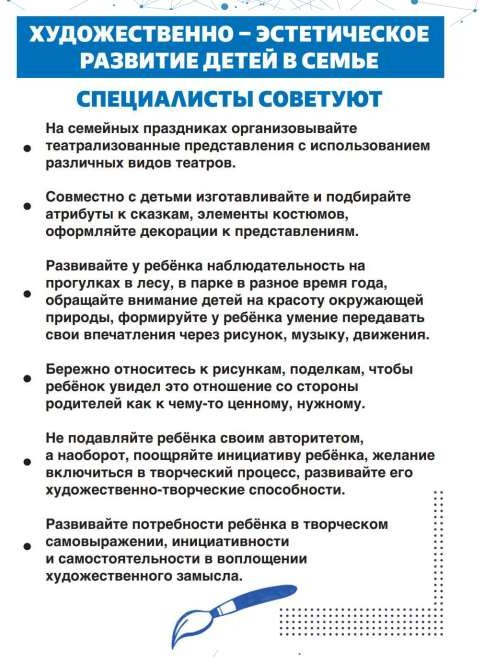 ХУДОЖЕСТВЕННО – ЭСТЕТИЧЕСКОЕ
РАЗВИТИЕ ДЕТЕЙ В СЕМЬЕ
СПЕЦИАЛИСТЫ СОВЕТУЮТ
На семейных праздниках организовывайте
театрализованные представления с использованием
различных видов театров.
Совместно с детьми изготавливайте и подбирайте
атрибуты к сказкам, элементы костюмов,
оформляйте декорации к представлениям.
Развивайте у ребёнка наблюдательность на
прогулках в лесу, в парке в разное время года,
обращайте внимание детей на красоту окружающей
природы, формируйте у ребёнка умение передавать
свои впечатления через рисунок, музыку, движения.
Бережно относитесь к рисункам, поделкам, чтобы
ребёнок увидел это отношение со стороны
родителей как к чему-то ценному, нужному.
Не подавляйте ребёнка своим авторитетом,
а наоборот, поощряйте инициативу ребёнка, желание
включиться в творческий процесс, развивайте его
художественно-творческие способности.
Развивайте потребности ребёнка в творческом
самовыражении, инициативности
и самостоятельности в воплощении
художественного замысла.